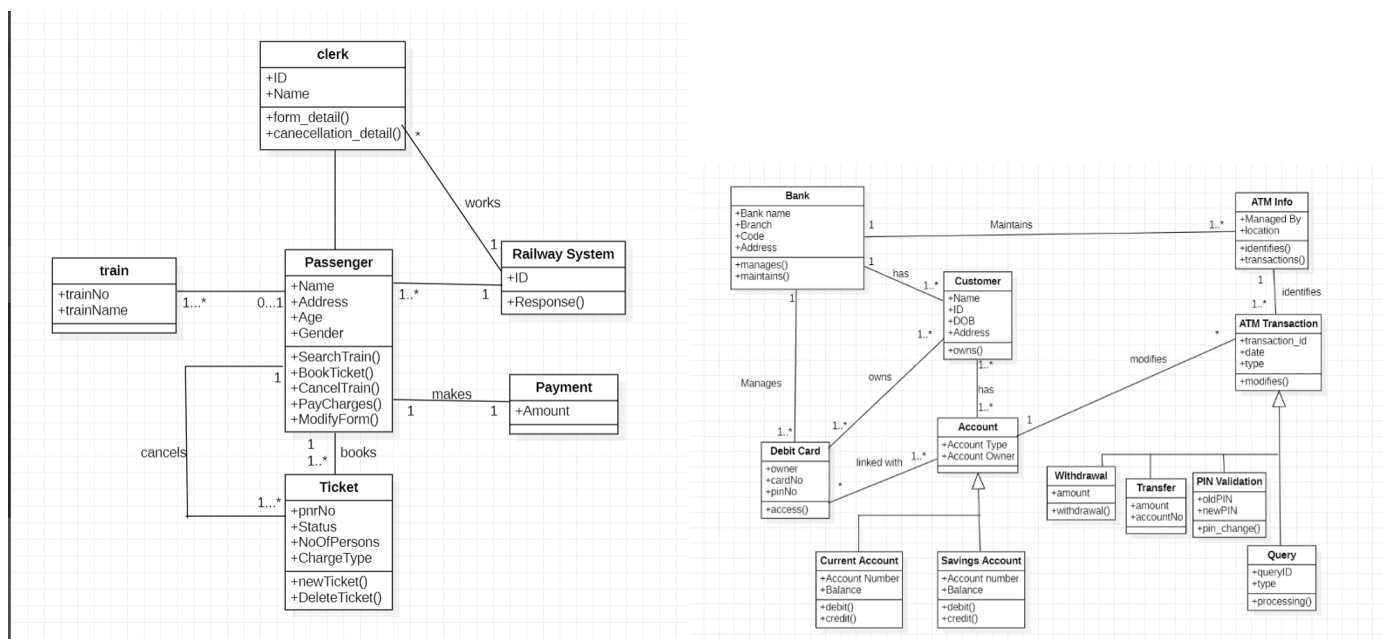 clerk
+ID
+Name
+form_detail()
+canecellation_detail()
*
works
1
train
+trainNo
+trainName
1...*
0...1
Passenger
+Name
+Address
+Age
+Gender
+SearchTrain()
+BookTicket()
+CancelTrain()
+PayCharges()
+ModifyForm()
1..*
1
Railway System
+ID
+Response()
makes
1
1
Payment
+Amount
1
cancels
1...*
1
1..*
books
Ticket
+pnrNo
+Status
+NoOfPersons
+ChargeType
+newTicket()
+DeleteTicket()
Bank
+Bank name
+Branch
+Code
+Address
+manages()
+maintains()
1
Maintains
1..*
ATM Info
+Managed By
+location
+identifies()
+transactions()
1
has
1..*
Customer
+Name
+ID
+DOB
+Address
+owns()
1
identifies
1..*
ATM Transaction
+transaction_id
+date
+type
+modifies()
1
Manages
1..*
1..*
owns
1..*
1..*
has
1..*
*
modifies
1
Account
+Account Type
+Account Owner
Debit Card
+owner
+cardNo
+pinNo
+access()
linked with
1..*
*
Withdrawal
+amount
+withdrawal()
Transfer
+amount
+accountNo
PIN Validation
+oldPIN
+newPIN
+pin_change()
Query
+queryID
+type
+processing()
Current Account
+Account Number
+Balance
+debit()
+credit()
Savings Account
+Account number
+Balance
+debit()
+credit()